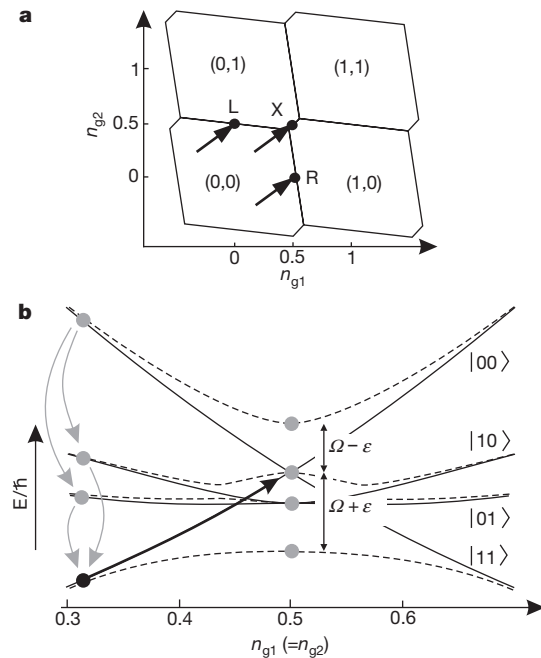 a
1
(0,1)
(1,1)
L
X
0.5
n_g2
R
0
(0,0)
(1,0)
0
0.5
1
n_g1
b
|00⟩
Ω−ε
|10⟩
E/ħ
Ω+ε
|01⟩
|11⟩
0.3
0.4
0.5
0.6
n_g1 (=n_g2)